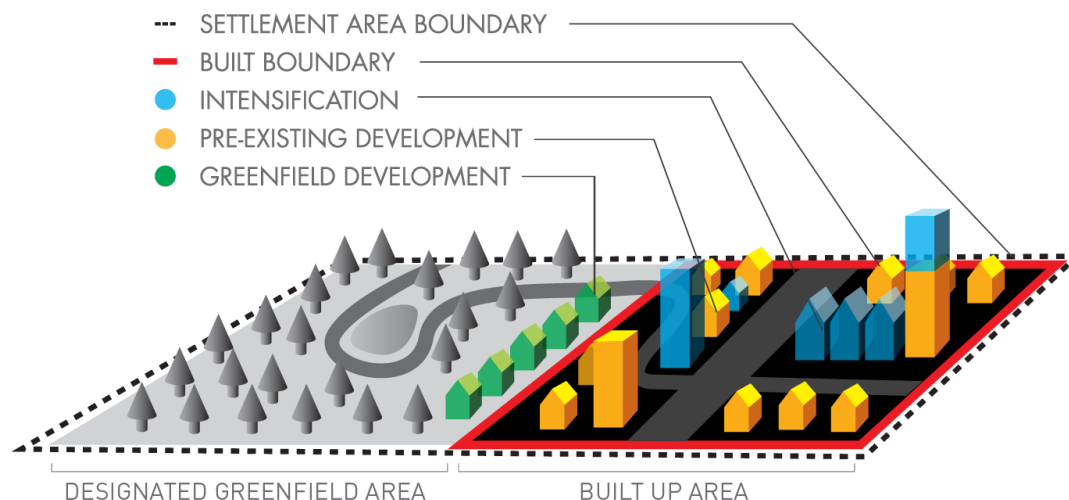 SETTLEMENT AREA BOUNDARY
BUILT BOUNDARY
INTENSIFICATION
PRE-EXISTING DEVELOPMENT
GREENFIELD DEVELOPMENT
DESIGNATED GREENFIELD AREA
BUILT UP AREA